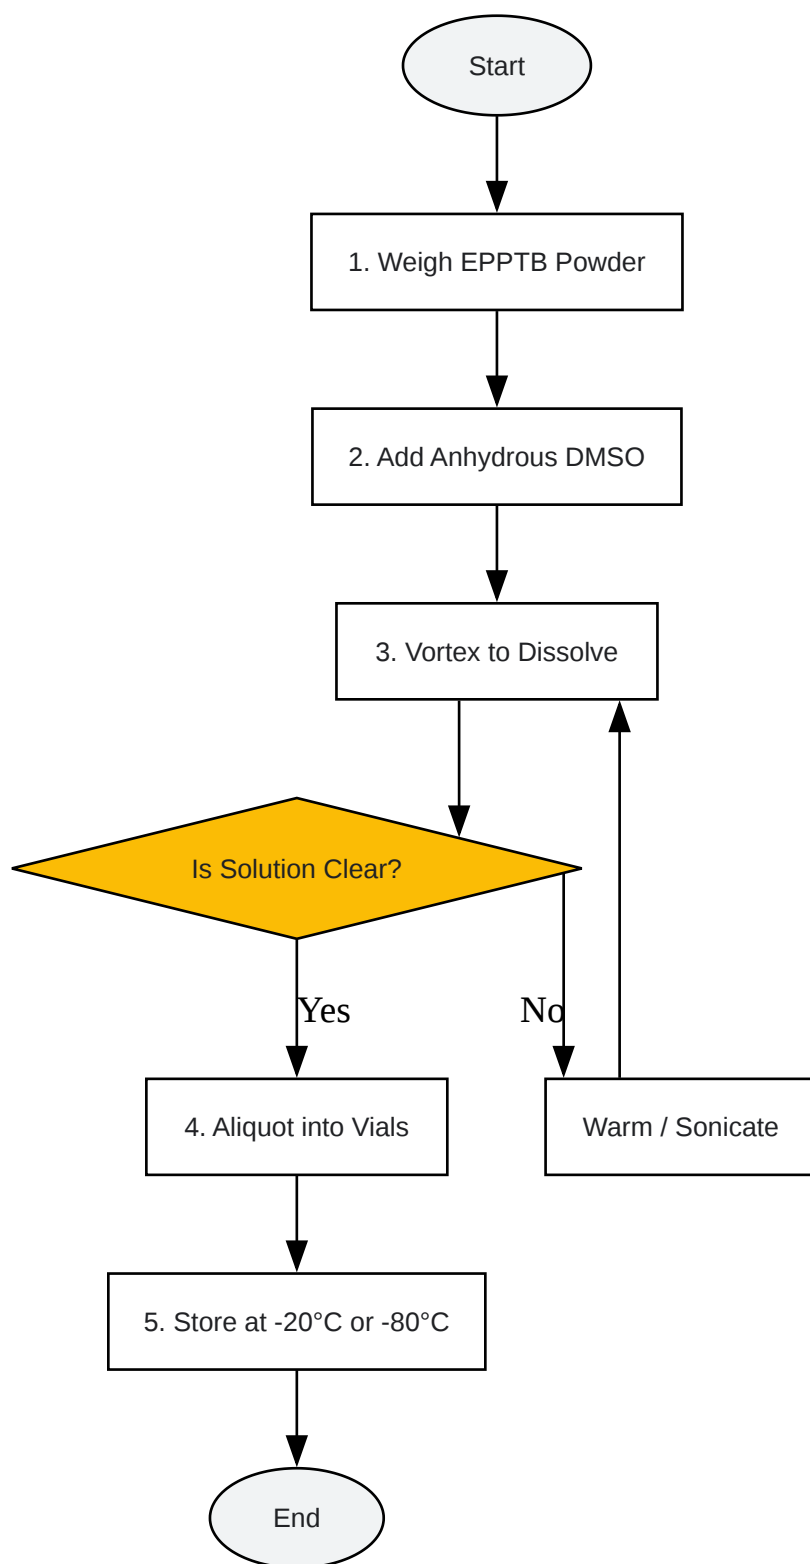 Start
1. Weigh EPPTB Powder
2. Add Anhydrous DMSO
3. Vortex to Dissolve
Is Solution Clear?
Yes
No
4. Aliquot into Vials
Warm / Sonicate
5. Store at -20°C or -80°C
End